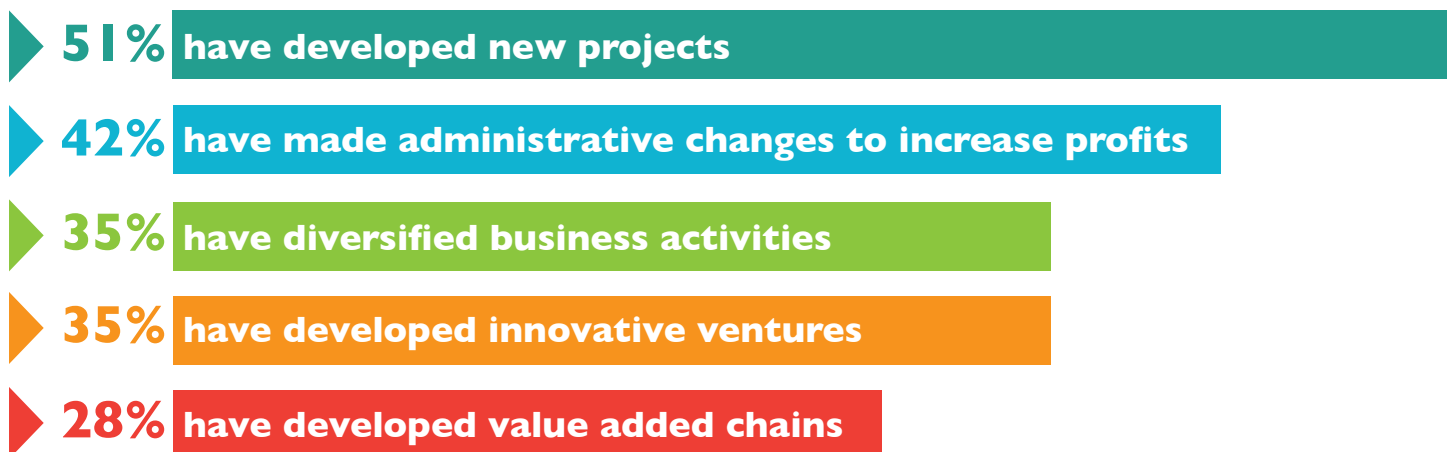 51% have developed new projects
42% have made administrative changes to increase profits
35% have diversified business activities
35% have developed innovative ventures
28% have developed value added chains